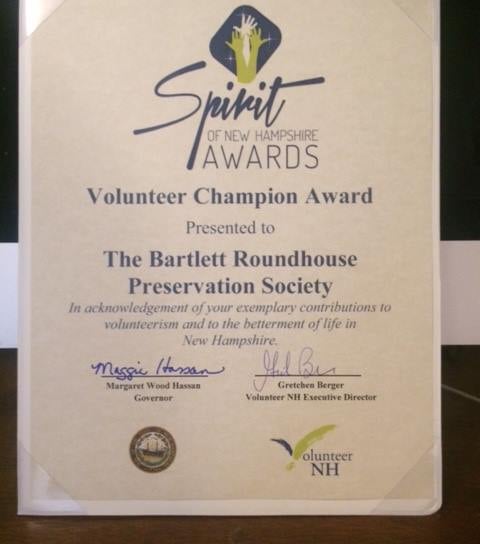 Spirit
OF NEW HAMPSHIRE
AWARDS
Volunteer Champion Award
Presented to
The Bartlett Roundhouse
Preservation Society
In acknowledgement of your exemplary contributions to
volunteerism and to the betterment of life in
New Hampshire.
Maggie Hassan
Margaret Wood Hassan
Governor
Gretchen Berger
Volunteer NH Executive Director
Volunteer
NH